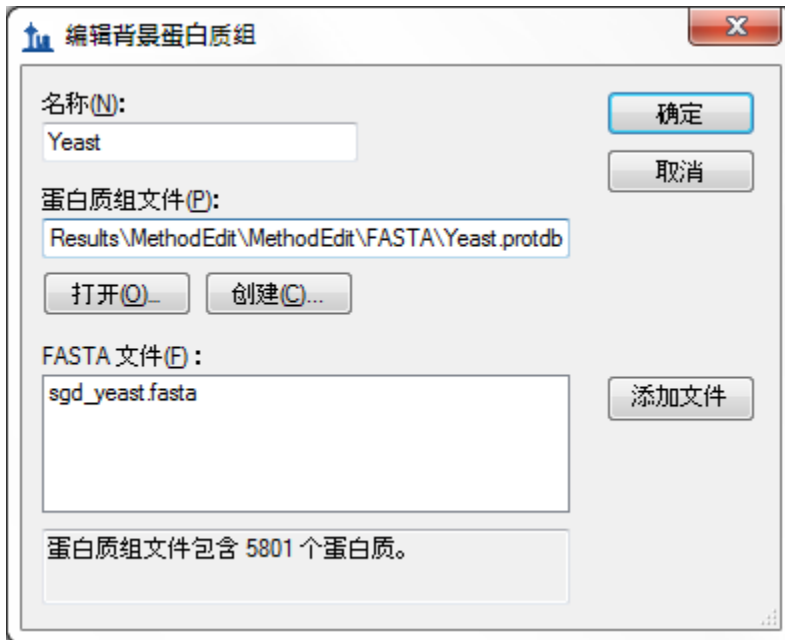 编辑背景蛋白质组
名称(N):
Yeast
确定
取消
蛋白质组文件(P):
Results\MethodEdit\MethodEdit\FASTA\Yeast.protdb
打开(O)...
创建(C)...
FASTA 文件(F) :
sgd_yeast.fasta
添加文件
蛋白质组文件包含 5801 个蛋白质。